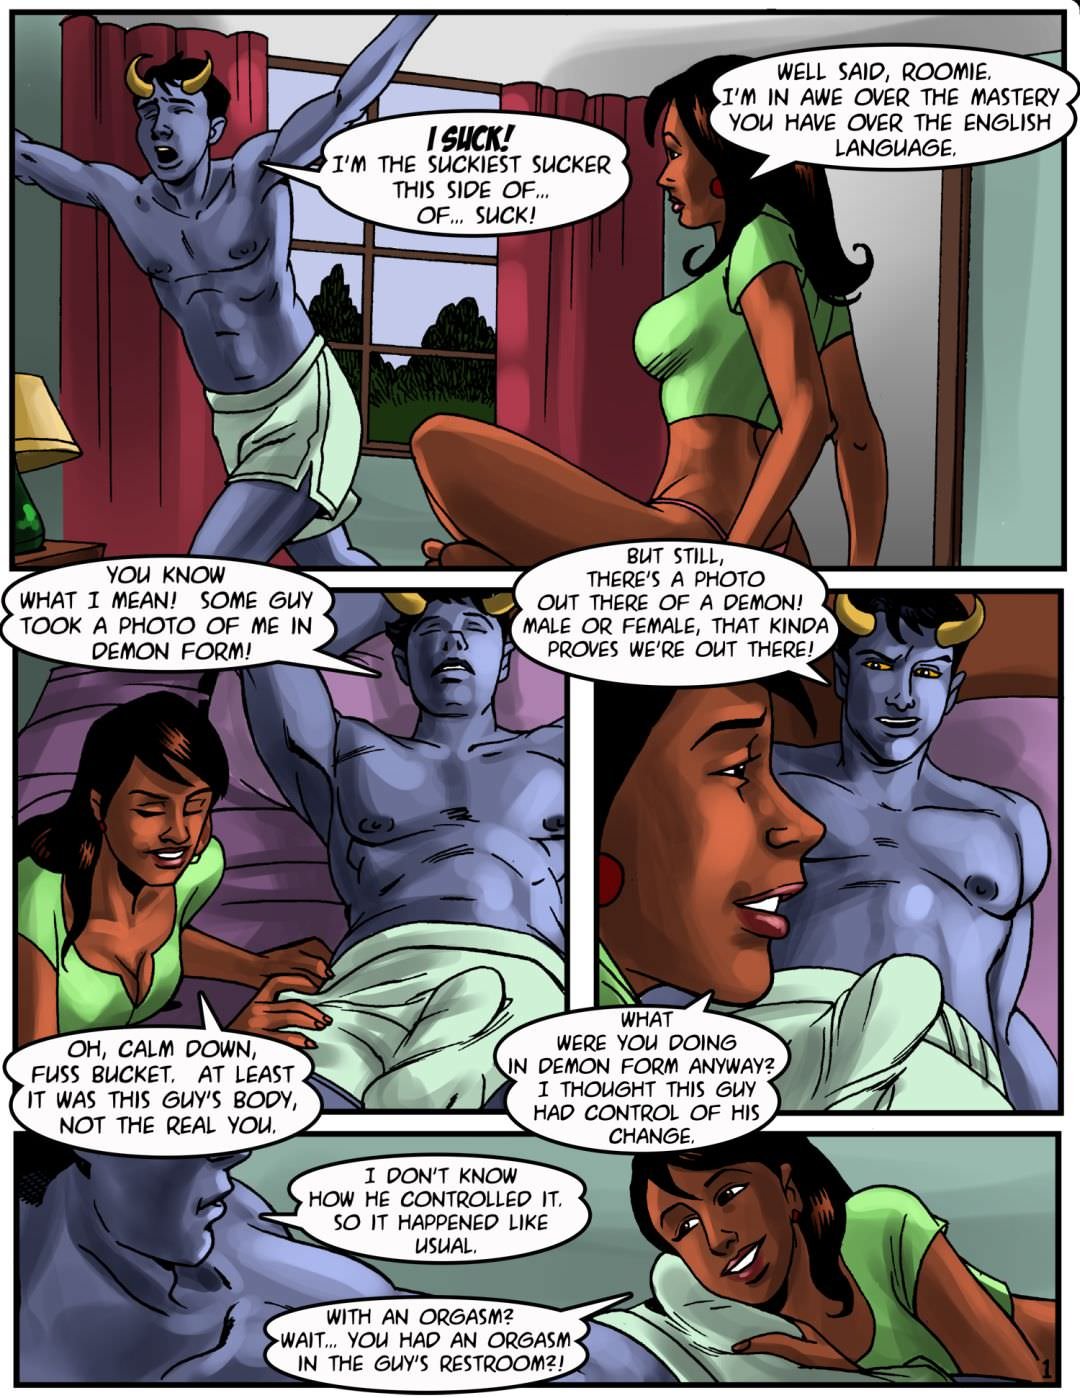 I SUCK!
I'M THE SUCKIEST SUCKER
THIS SIDE OF...
OF... SUCK!
WELL SAID, ROOMIE.
I'M IN AWE OVER THE MASTERY
YOU HAVE OVER THE ENGLISH
LANGUAGE.
YOU KNOW
WHAT I MEAN! SOME GUY
TOOK A PHOTO OF ME IN
DEMON FORM!
OH, CALM DOWN,
FUSS BUCKET. AT LEAST
IT WAS THIS GUY'S BODY,
NOT THE REAL YOU.
BUT STILL,
THERE'S A PHOTO
OUT THERE OF A DEMON!
MALE OR FEMALE, THAT KINDA
PROVES WE'RE OUT THERE!
WHAT
WERE YOU DOING
IN DEMON FORM ANYWAY?
I THOUGHT THIS GUY
HAD CONTROL OF HIS
CHANGE.
I DON'T KNOW
HOW HE CONTROLLED IT.
SO IT HAPPENED LIKE
USUAL.
WITH AN ORGASM?
WAIT... YOU HAD AN ORGASM
IN THE GUY'S RESTROOM?!
1